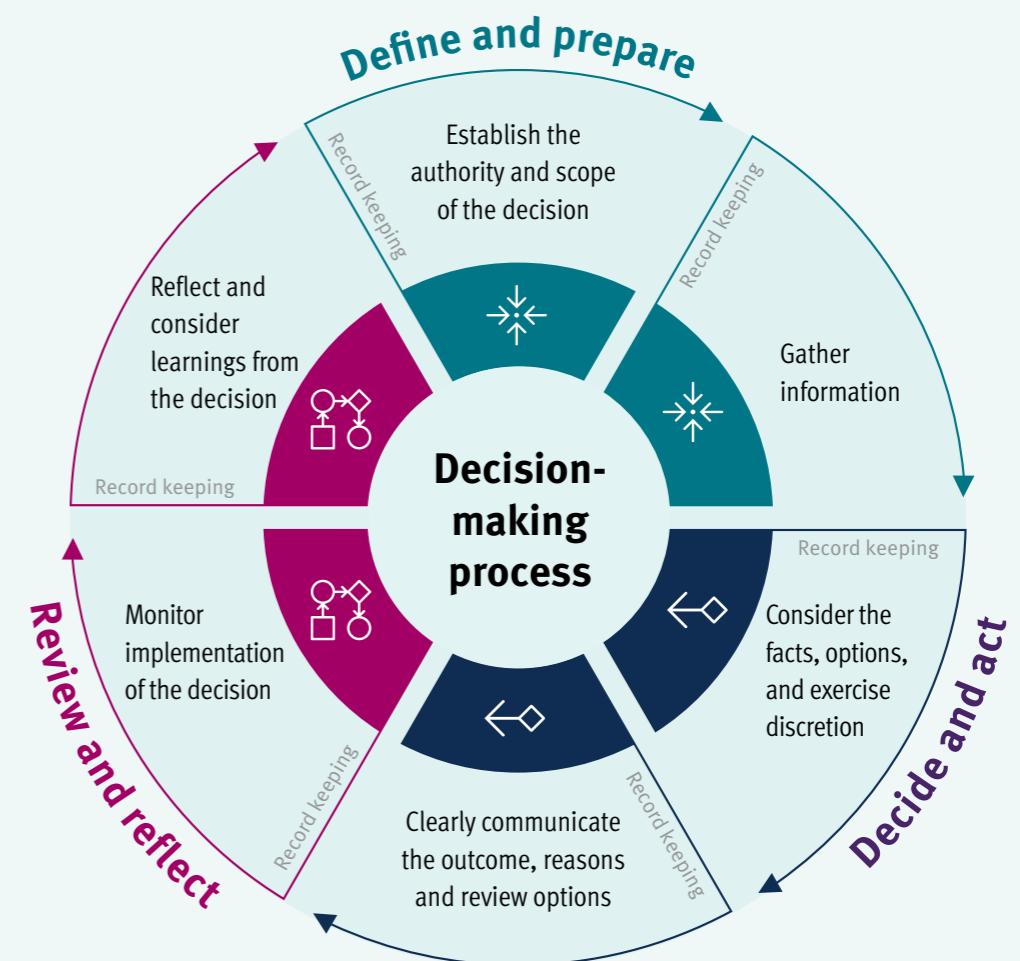 Define and prepare
Record keeping
Establish the
authority and scope
of the decision
Record keeping
Gather
information
Record keeping
Consider the
facts, options,
and exercise
discretion
Decide and act
Record keeping
Clearly communicate
the outcome, reasons
and review options
Record keeping
Monitor
implementation
of the decision
Review and reflect
Record keeping
Reflect and
consider
learnings from
the decision
Decision-
making
process